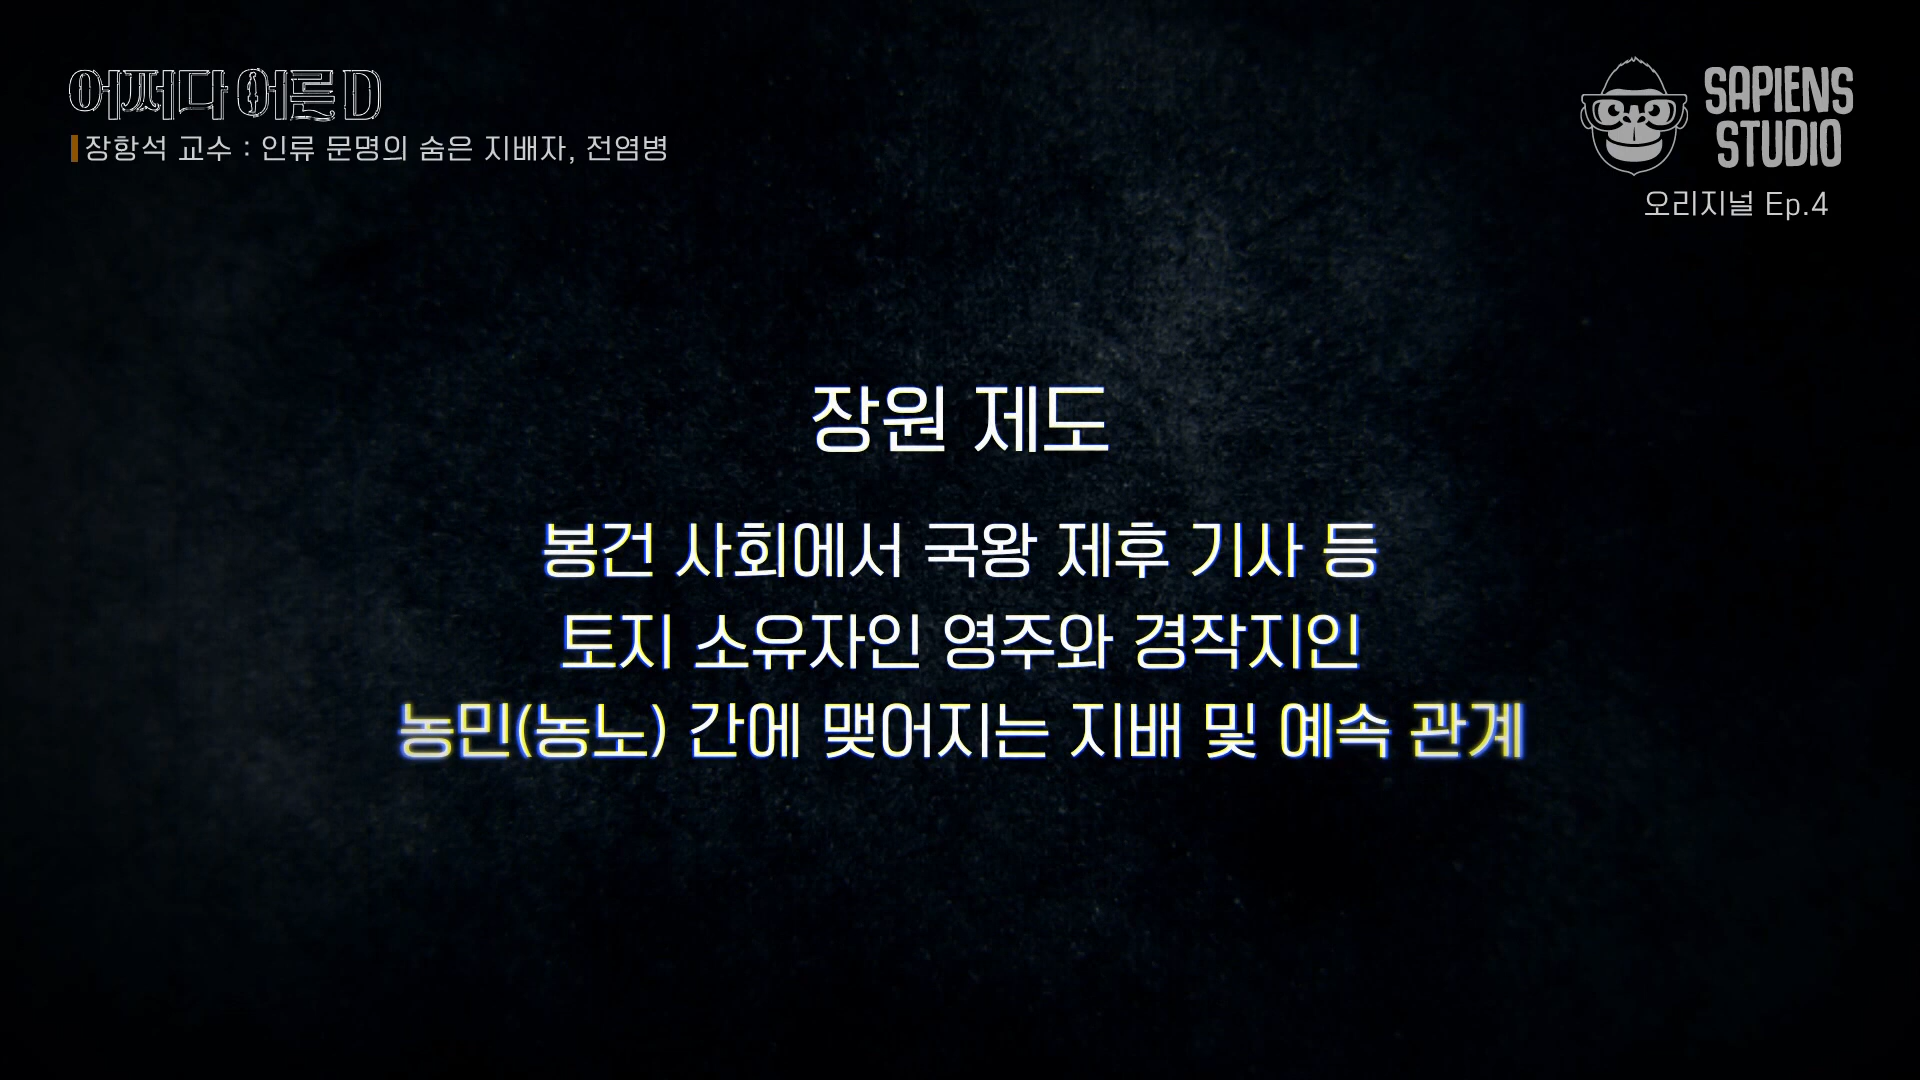 어쩌다 어른 D
장항석 교수 : 인류 문명의 숨은 지배자, 전염병
SAPIENS
STUDIO
오리지널 Ep.4
장원 제도
봉건 사회에서 국왕 제후 기사 등
토지 소유자인 영주와 경작지인
농민(농노) 간에 맺어지는 지배 및 예속 관계